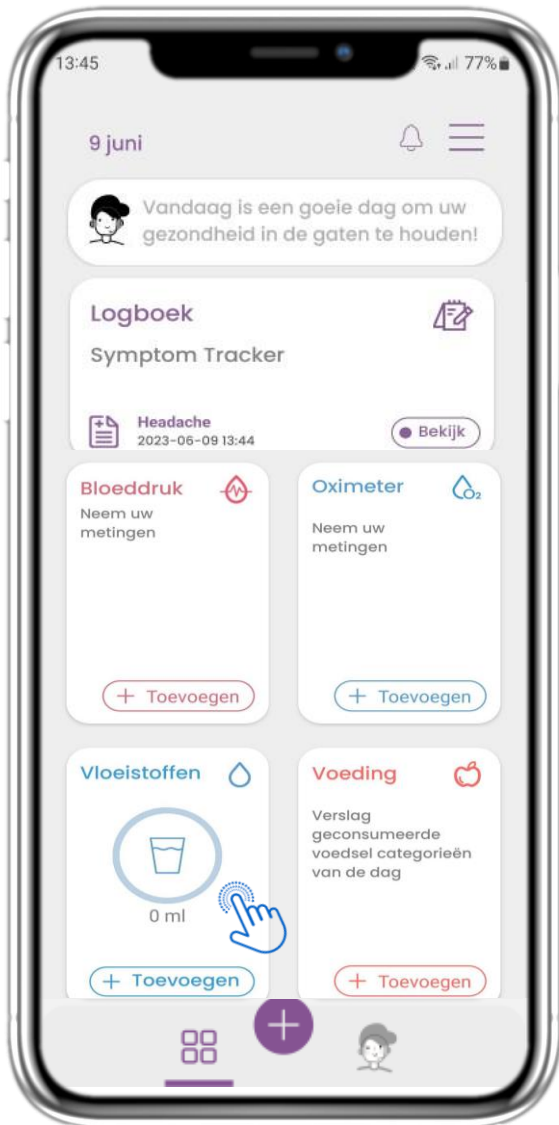 13:45
77%
9 juni
Vandaag is een goeie dag om uw
gezondheid in de gaten te houden!
Logboek
Symptom Tracker
Headache
2023-06-09 13:44
Bekijk
Bloeddruk
Neem uw
metingen
+ Toevoegen
Oximeter
O2
Neem uw
metingen
+ Toevoegen
Vloeistoffen
0 ml
+ Toevoegen
Voeding
Verslag
geconsumeerde
voedsel categorieën
van de dag
+ Toevoegen